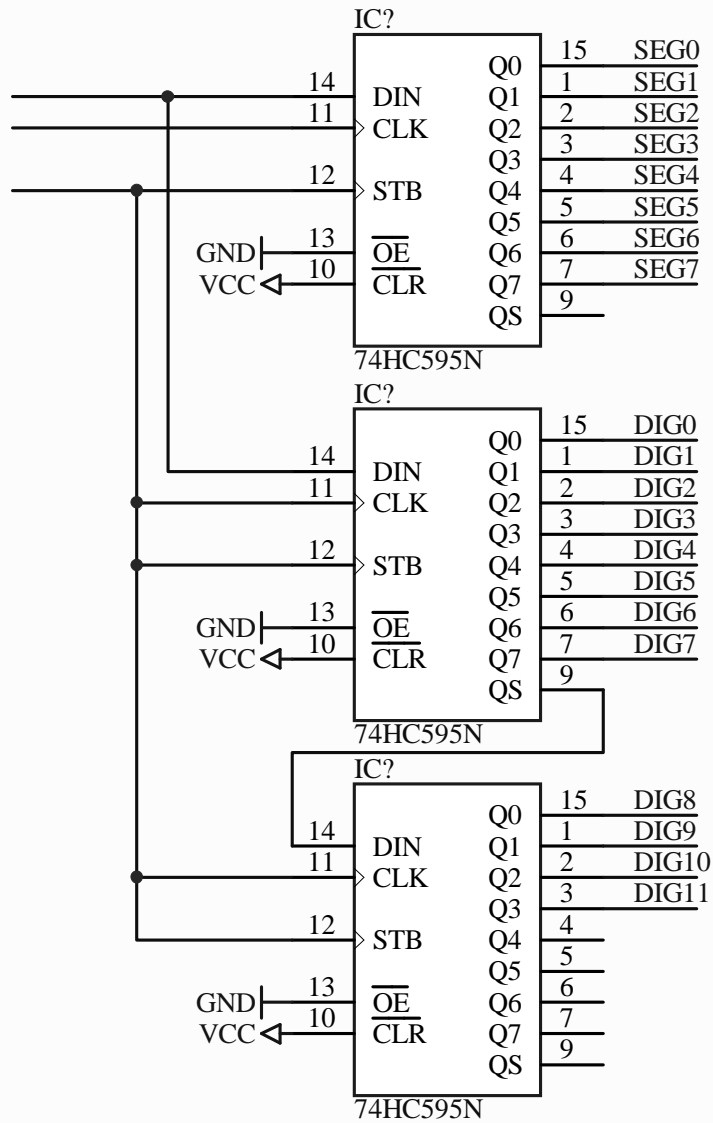 IC?
15 SEG0
Q0
14 DIN Q1 1 SEG1
11 CLK Q2 2 SEG2
Q3 3 SEG3
12 STB Q4 4 SEG4
Q5 5 SEG5
GND 13 OE Q6 6 SEG6
VCC 10 CLR Q7 7 SEG7
QS 9
74HC595N
IC?
Q0 15 DIG0
14 DIN Q1 1 DIG1
11 CLK Q2 2 DIG2
Q3 3 DIG3
12 STB Q4 4 DIG4
Q5 5 DIG5
GND 13 OE Q6 6 DIG6
VCC 10 CLR Q7 7 DIG7
QS 9
74HC595N
IC?
Q0 15 DIG8
14 DIN Q1 1 DIG9
11 CLK Q2 2 DIG10
Q3 3 DIG11
12 STB Q4 4
Q5 5
GND 13 OE Q6 6
VCC 10 CLR Q7 7
QS 9
74HC595N